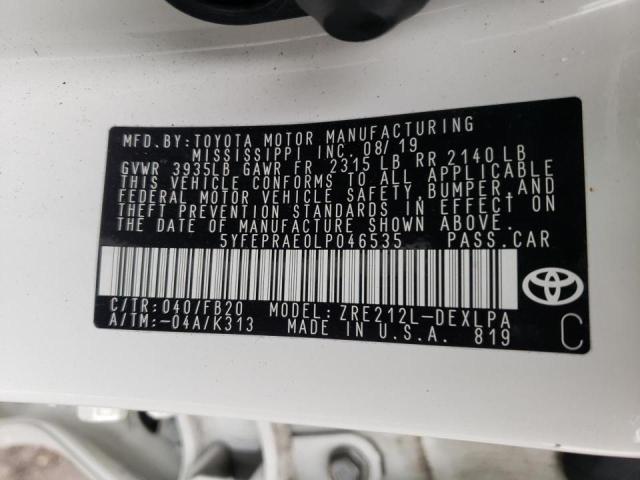 MFD. BY: TOYOTA MOTOR MANUFACTURING
MISSISSIPPI INC. 08/19
GVWR 3935LB GAWR FR 2315 LB RR 2140 LB
THIS VEHICLE CONFORMS TO ALL APPLICABLE
FEDERAL MOTOR VEHICLE SAFETY, BUMPER, AND
THEFT PREVENTION STANDARDS IN EFFECT ON
THE DATE OF MANUFACTURE SHOWN ABOVE.
5YFEPRAE0LP046535 PASS. CAR
C/TR: 040/FB20 MODEL: ZRE212L-DEXLPA
A/TM: -04A/K313 MADE IN U.S.A. 819
C